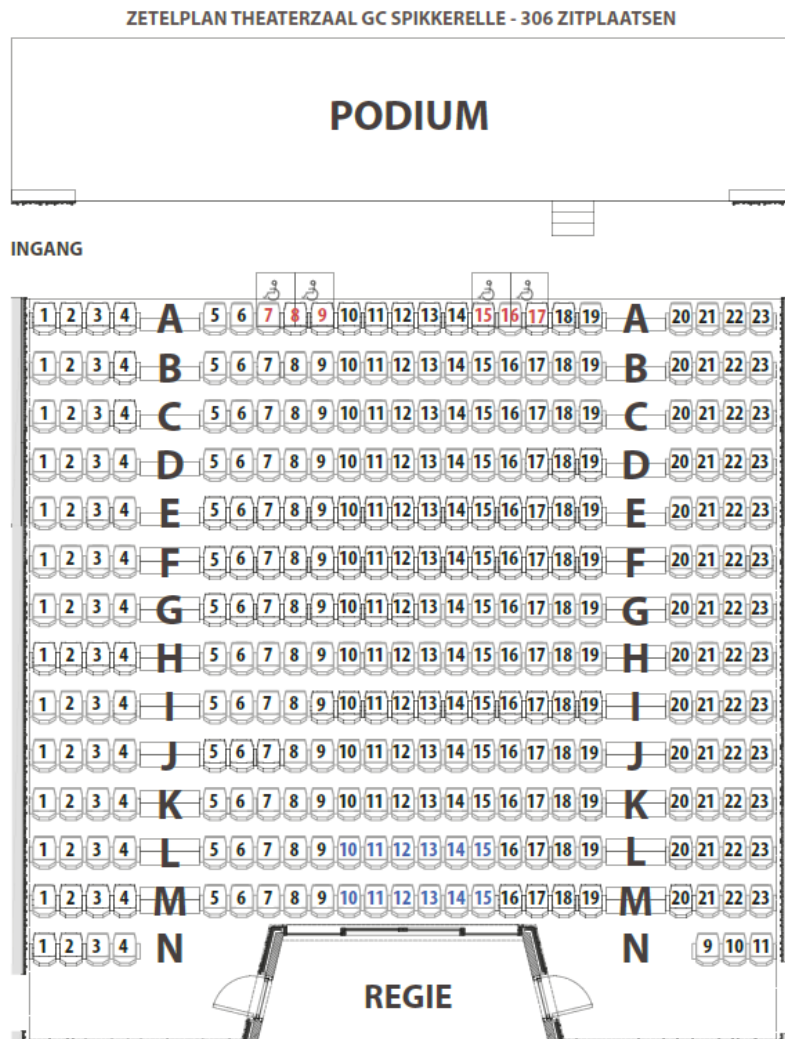 ZETELPLAN THEATERZAAL GC SPIKKERELLE - 306 ZITPLAATSEN
PODIUM
INGANG
1 2 3 4 A 5 6 7 8 9 10 11 12 13 14 15 16 17 18 19 A 20 21 22 23
1 2 3 4 B 5 6 7 8 9 10 11 12 13 14 15 16 17 18 19 B 20 21 22 23
1 2 3 4 C 5 6 7 8 9 10 11 12 13 14 15 16 17 18 19 C 20 21 22 23
1 2 3 4 D 5 6 7 8 9 10 11 12 13 14 15 16 17 18 19 D 20 21 22 23
1 2 3 4 E 5 6 7 8 9 10 11 12 13 14 15 16 17 18 19 E 20 21 22 23
1 2 3 4 F 5 6 7 8 9 10 11 12 13 14 15 16 17 18 19 F 20 21 22 23
1 2 3 4 G 5 6 7 8 9 10 11 12 13 14 15 16 17 18 19 G 20 21 22 23
1 2 3 4 H 5 6 7 8 9 10 11 12 13 14 15 16 17 18 19 H 20 21 22 23
1 2 3 4 I 5 6 7 8 9 10 11 12 13 14 15 16 17 18 19 I 20 21 22 23
1 2 3 4 J 5 6 7 8 9 10 11 12 13 14 15 16 17 18 19 J 20 21 22 23
1 2 3 4 K 5 6 7 8 9 10 11 12 13 14 15 16 17 18 19 K 20 21 22 23
1 2 3 4 L 5 6 7 8 9 10 11 12 13 14 15 16 17 18 19 L 20 21 22 23
1 2 3 4 M 5 6 7 8 9 10 11 12 13 14 15 16 17 18 19 M 20 21 22 23
1 2 3 4 N N 9 10 11
REGIE